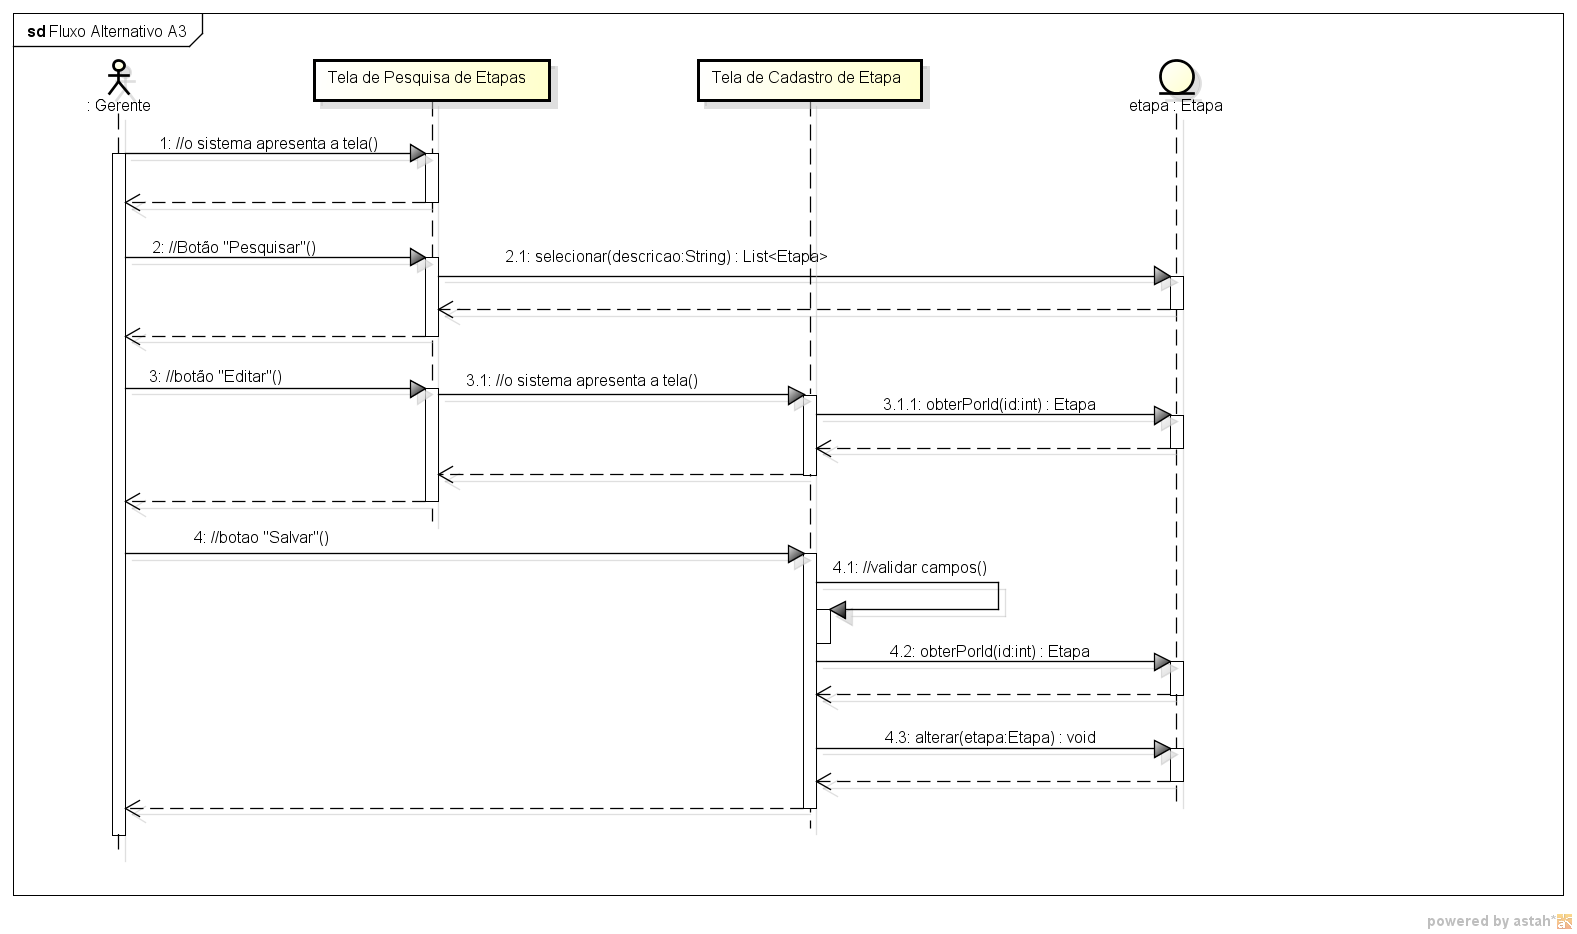 sd Fluxo Alternativo A3
Tela de Pesquisa de Etapas
Tela de Cadastro de Etapa
: Gerente
etapa : Etapa
1: //o sistema apresenta a tela()
2: //Botão "Pesquisar"()
2.1: selecionar(descricao:String) : List<Etapa>
3: //botão "Editar"()
3.1: //o sistema apresenta a tela()
3.1.1: obterPorId(id:int) : Etapa
4: //botao "Salvar"()
4.1: //validar campos()
4.2: obterPorId(id:int) : Etapa
4.3: alterar(etapa:Etapa) : void
powered by astah*